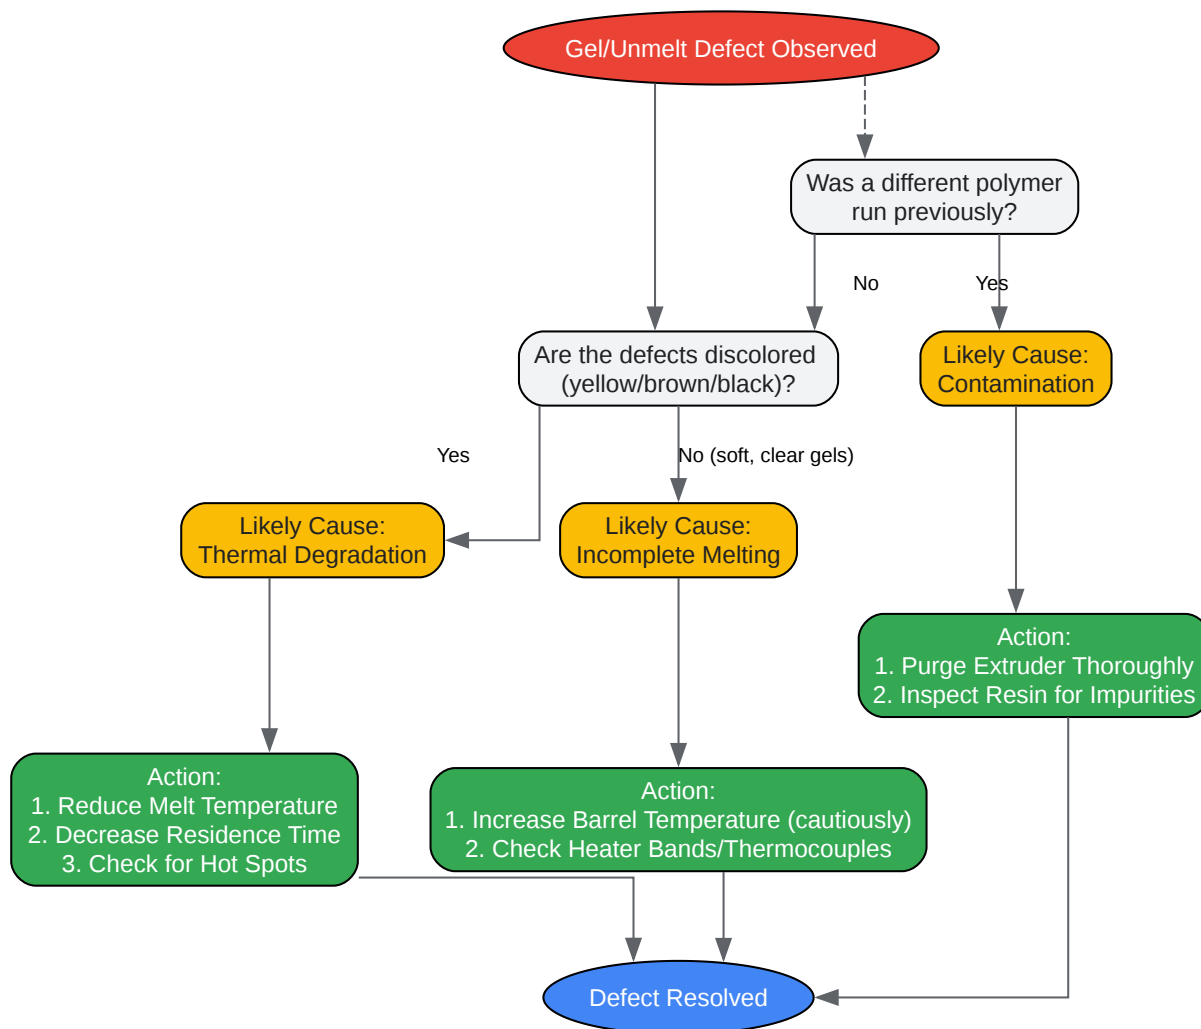 Gel/Unmelt Defect Observed
Was a different polymer
run previously?
No
Yes
Are the defects discolored
(yellow/brown/black)?
Likely Cause:
Contamination
Yes
No (soft, clear gels)
Likely Cause:
Thermal Degradation
Likely Cause:
Incomplete Melting
Action:
1. Purge Extruder Thoroughly
2. Inspect Resin for Impurities
Action:
1. Reduce Melt Temperature
2. Decrease Residence Time
3. Check for Hot Spots
Action:
1. Increase Barrel Temperature (cautiously)
2. Check Heater Bands/Thermocouples
Defect Resolved